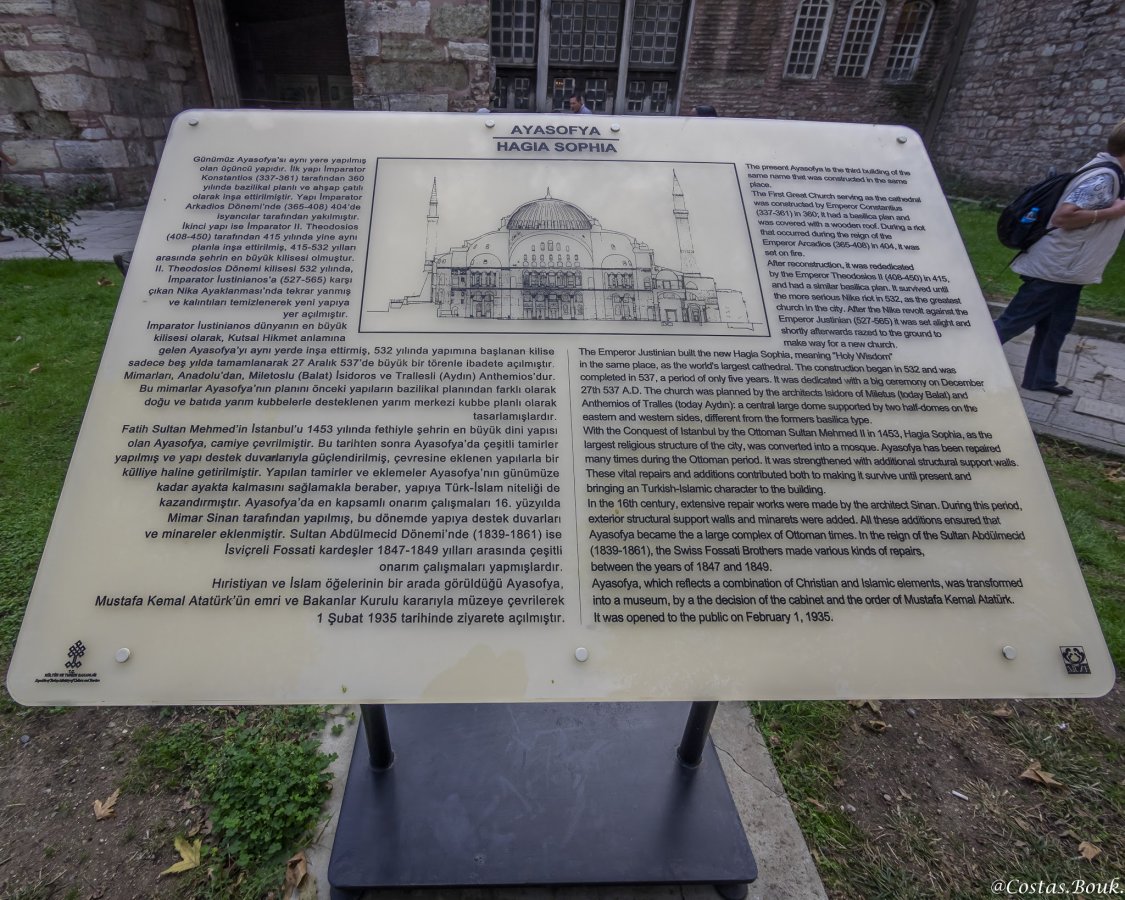 AYASOFYA
HAGIA SOPHIA
Günümüz Ayasofya'sı aynı yere yapılmış
olan üçüncü yapıdır. İlk yapı İmparator
Konstantios (337-361) tarafından 360
yılında bazilikal planlı ve ahşap çatılı
olarak inşa ettirilmiştir. Yapı İmparator
Arkadios Dönemi'nde (365-408) 404'de
isyancılar tarafından yakılmıştır.
İkinci yapı ise İmparator II. Theodosios
(408-450) tarafından 415 yılında yine aynı
planla inşa ettirilmiş, 415-532 yılları
arasında şehrin en büyük kilisesi olmuştur.
II. Theodosios Dönemi kilisesi 532 yılında,
İmparator İustinianos'a (527-565) karşı
çıkan Nika Ayaklanması'nda tekrar yanmış
ve kalıntıları temizlenerek yeni yapıya
yer açılmıştır.
İmparator İustinianos dünyanın en büyük
kilisesi olarak, Kutsal Hikmet anlamına
gelen Ayasofya'yı aynı yerde inşa ettirmiş, 532 yılında yapımına başlanan kilise
sadece beş yılda tamamlanarak 27 Aralık 537'de büyük bir törenle ibadete açılmıştır.
Mimarları, Anadolu'dan, Miletoslu (Balat) İsidoros ve Trallesli (Aydın) Anthemios'dur.
Bu mimarlar Ayasofya'nın planını önceki yapıların bazilikal planından farklı olarak
doğu ve batıda yarım kubbelerle desteklenen yarım merkezi kubbe planlı olarak
tasarlamışlardır.
Fatih Sultan Mehmed'in İstanbul'u 1453 yılında fethiyle şehrin en büyük dini yapısı
olan Ayasofya, camiye çevrilmiştir. Bu tarihten sonra Ayasofya'da çeşitli tamirler
yapılmış ve yapı destek duvarlarıyla güçlendirilmiş, çevresine eklenen yapılarla bir
külliye haline getirilmiştir. Yapılan tamirler ve eklemeler Ayasofya'nın günümüze
kadar ayakta kalmasını sağlamakla beraber, yapıya Türk-İslam niteliği de
kazandırmıştır. Ayasofya'da en kapsamlı onarım çalışmaları 16. yüzyılda
Mimar Sinan tarafından yapılmış, bu dönemde yapıya destek duvarları
ve minareler eklenmiştir. Sultan Abdülmecid Dönemi'nde (1839-1861) ise
İsviçreli Fossati kardeşler 1847-1849 yılları arasında çeşitli
onarım çalışmaları yapmışlardır.
Hıristiyan ve İslam öğelerinin bir arada görüldüğü Ayasofya,
Mustafa Kemal Atatürk'ün emri ve Bakanlar Kurulu kararıyla müzeye çevrilerek
1 Şubat 1935 tarihinde ziyarete açılmıştır.
The present Ayasofya is the third building of the
same name that was constructed in the same
place.
The First Great Church serving as the cathedral
was constructed by Emperor Constantius
(337-361) in 360; it had a basilica plan and
was covered with a wooden roof. During a riot
that occurred during the reign of the
Emperor Arcadios (365-408) in 404, it was
set on fire.
After reconstruction, it was rededicated
by the Emperor Theodosios II (408-450) in 415,
and had a similar basilica plan. It survived until
the more serious Nike riot in 532, as the greatest
church in the city. After the Nike revolt against the
Emperor Justinian (527-565) it was set alight and
shortly afterwards razed to the ground to
make way for a new church.
The Emperor Justinian built the new Hagia Sophia, meaning "Holy Wisdom"
in the same place, as the world's largest cathedral. The construction began in 532 and was
completed in 537, a period of only five years. It was dedicated with a big ceremony on December
27th 537 A.D. The church was planned by the architects Isidore of Miletus (today Belat) and
Anthemios of Tralles (today Aydın): a central large dome supported by two half-domes on the
eastern and western sides, different from the formers basilica type.
With the Conquest of Istanbul by the Ottoman Sultan Mehmed II in 1453, Hagia Sophia, as the
largest religious structure of the city, was converted into a mosque. Ayasofya has been repaired
many times during the Ottoman period. It was strengthened with additional structural support walls.
These vital repairs and additions contributed both to making it survive until present and
bringing an Turkish-Islamic character to the building.
In the 16th century, extensive repair works were made by the architect Sinan. During this period,
exterior structural support walls and minarets were added. All these additions ensured that
Ayasofya became the a large complex of Ottoman times. In the reign of the Sultan Abdülmecid
(1839-1861), the Swiss Fossati Brothers made various kinds of repairs,
between the years of 1847 and 1849.
Ayasofya, which reflects a combination of Christian and Islamic elements, was transformed
into a museum, by a the decision of the cabinet and the order of Mustafa Kemal Atatürk.
It was opened to the public on February 1, 1935.
T.C.
KÜLTÜR VE TURİZM BAKANLIĞI
Republic of Turkey Ministry of Culture and Tourism
@Costas.Bouk.